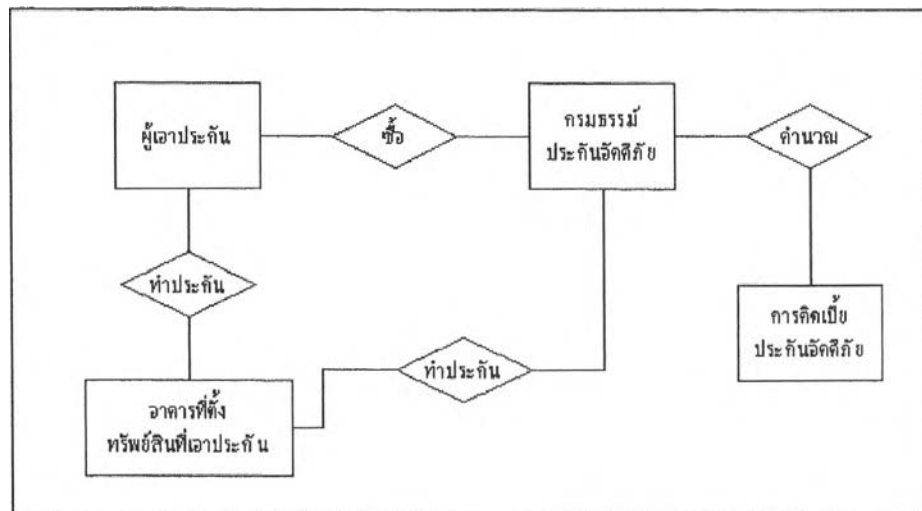 ผู้เอาประกัน
ซื้อ
กรมธรรม์
ประกันอัคคีภัย
คำนวณ
ทำประกัน
การคิดเบี้ย
ประกันอัคคีภัย
ทำประกัน
อาคารที่ตั้ง
ทรัพย์สินที่เอาประกัน